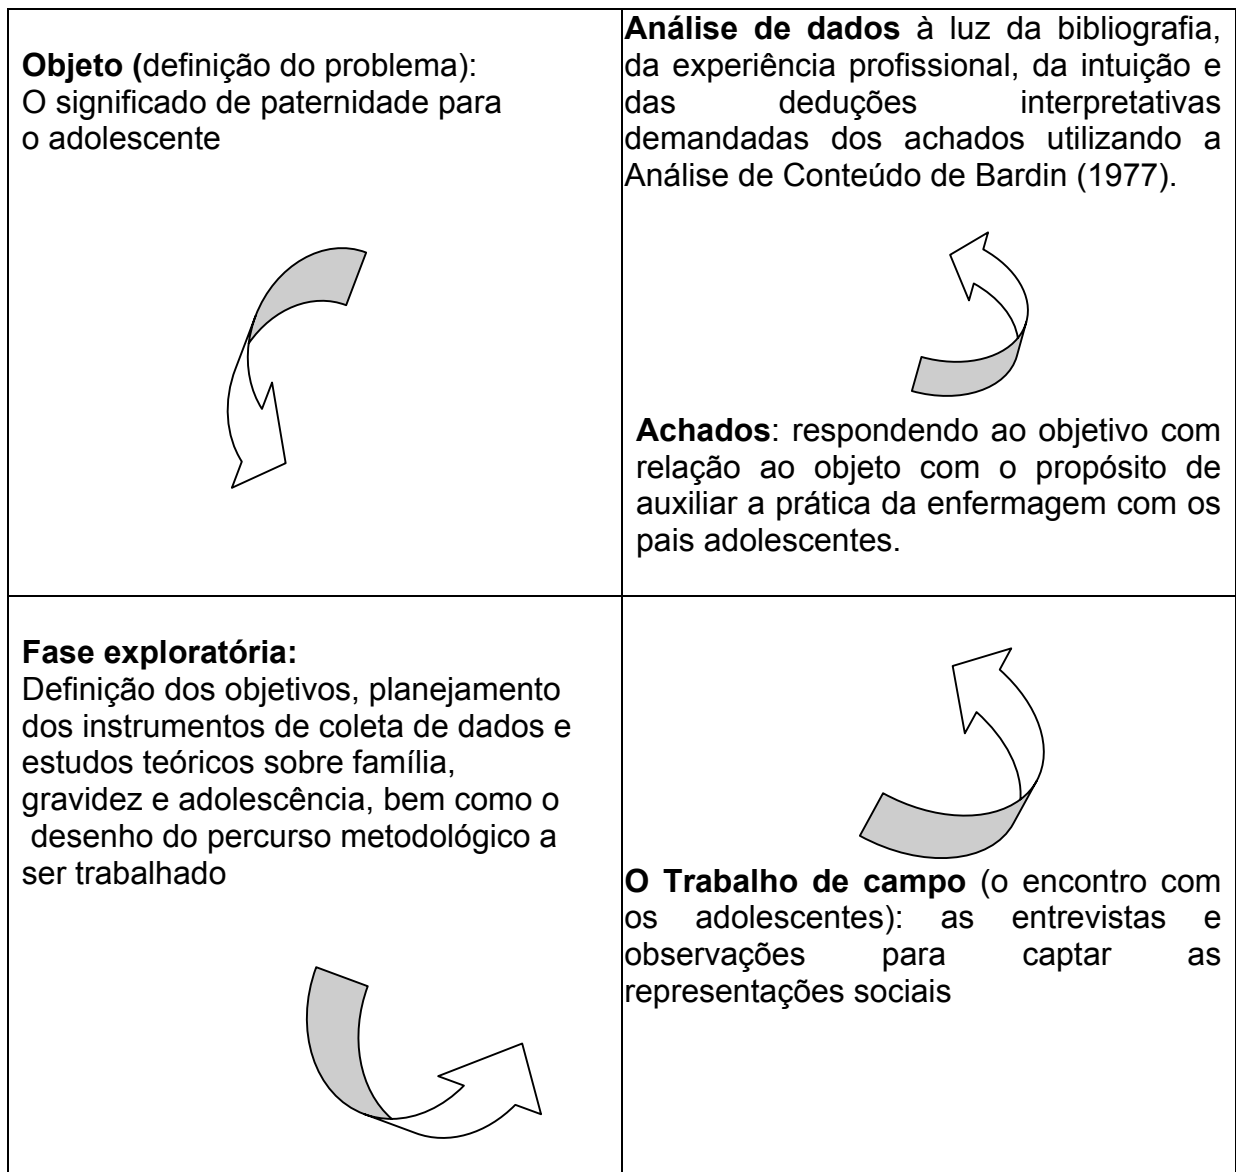 Objeto (definição do problema):
O significado de paternidade para
o adolescente
Análise de dados à luz da bibliografia,
da experiência profissional, da intuição e
das deduções interpretativas
demandadas dos achados utilizando a
Análise de Conteúdo de Bardin (1977).
Achados: respondendo ao objetivo com
relação ao objeto com o propósito de
auxiliar a prática da enfermagem com os
pais adolescentes.
Fase exploratória:
Definição dos objetivos, planejamento
dos instrumentos de coleta de dados e
estudos teóricos sobre família,
gravidez e adolescência, bem como o
desenho do percurso metodológico a
ser trabalhado
O Trabalho de campo (o encontro com
os adolescentes): as entrevistas e
observações para captar as
representações sociais